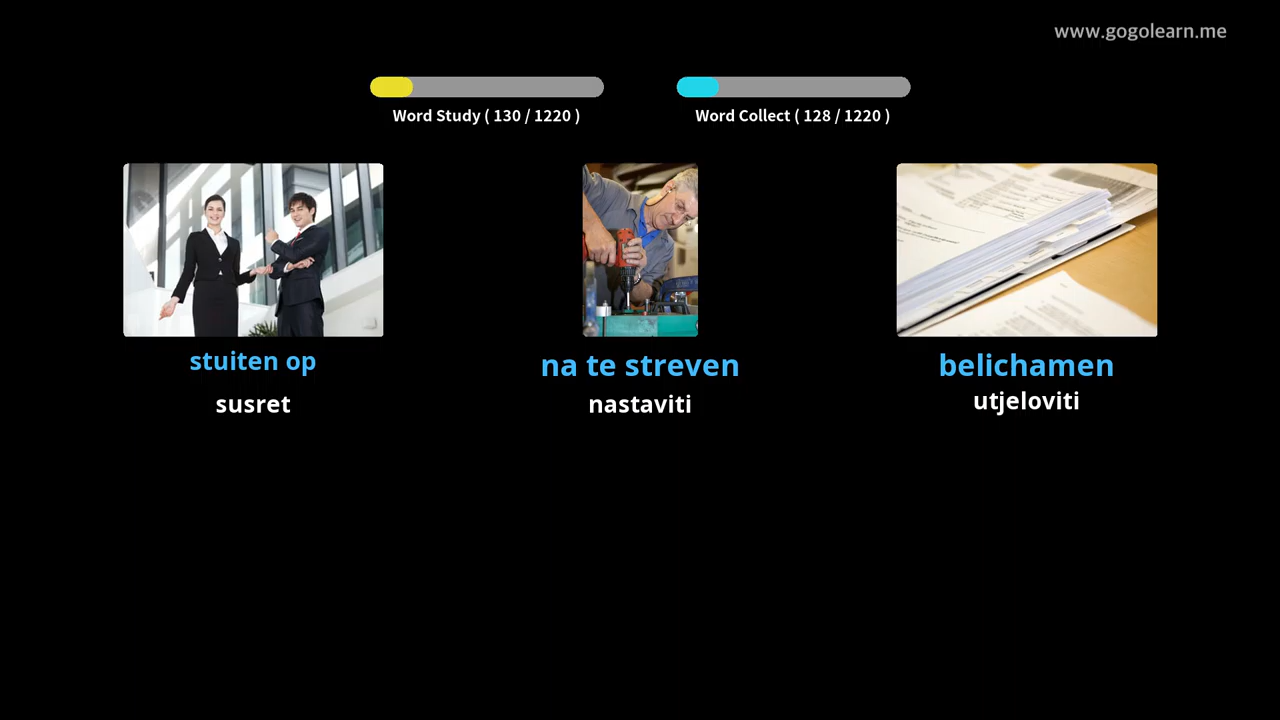 www.gogolearn.me
Word Study ( 130 / 1220 )
Word Collect ( 128 / 1220 )
stuiten op
susret
na te streven
nastaviti
belichamen
utjeloviti